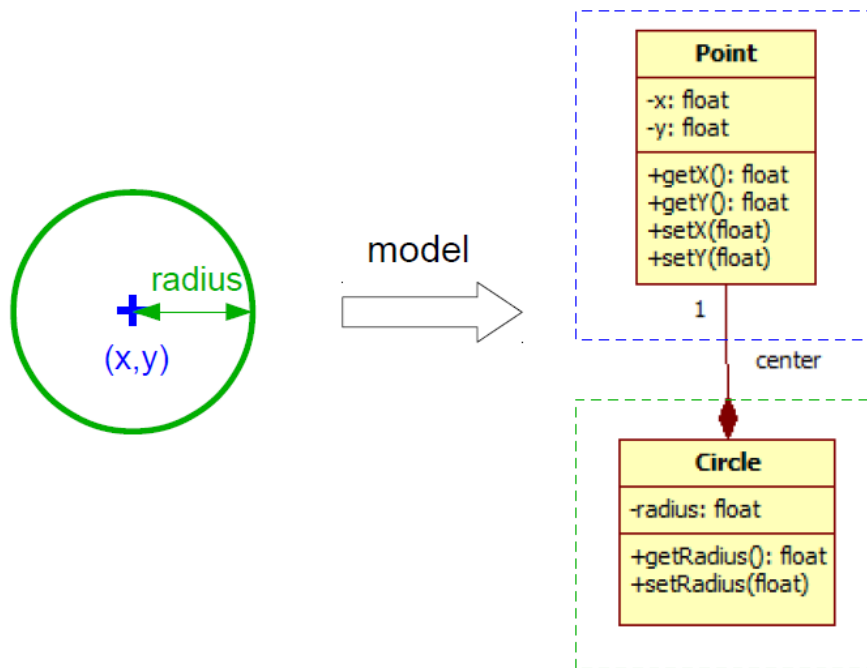 radius
(x,y)
model
Point
-x: float
-y: float
+getX(): float
+getY(): float
+setX(float)
+setY(float)
1
center
Circle
-radius: float
+getRadius(): float
+setRadius(float)